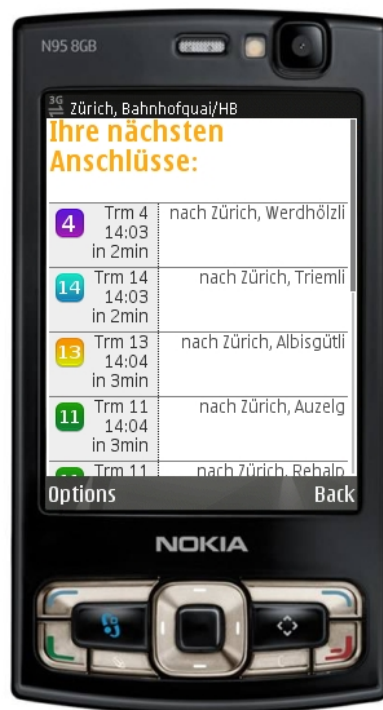 N95 8GB
3G
Zürich, Bahnhofquai/HB
Ihre nächsten
Anschlüsse:
4 Trm 4 nach Zürich, Werdhölzli
14:03
in 2min
14 Trm 14 nach Zürich, Triemli
14:03
in 2min
13 Trm 13 nach Zürich, Albisgütli
14:04
in 3min
11 Trm 11 nach Zürich, Auzelg
14:04
in 3min
11 Trm 11 nach Zürich, Rehalp
Options Back
NOKIA